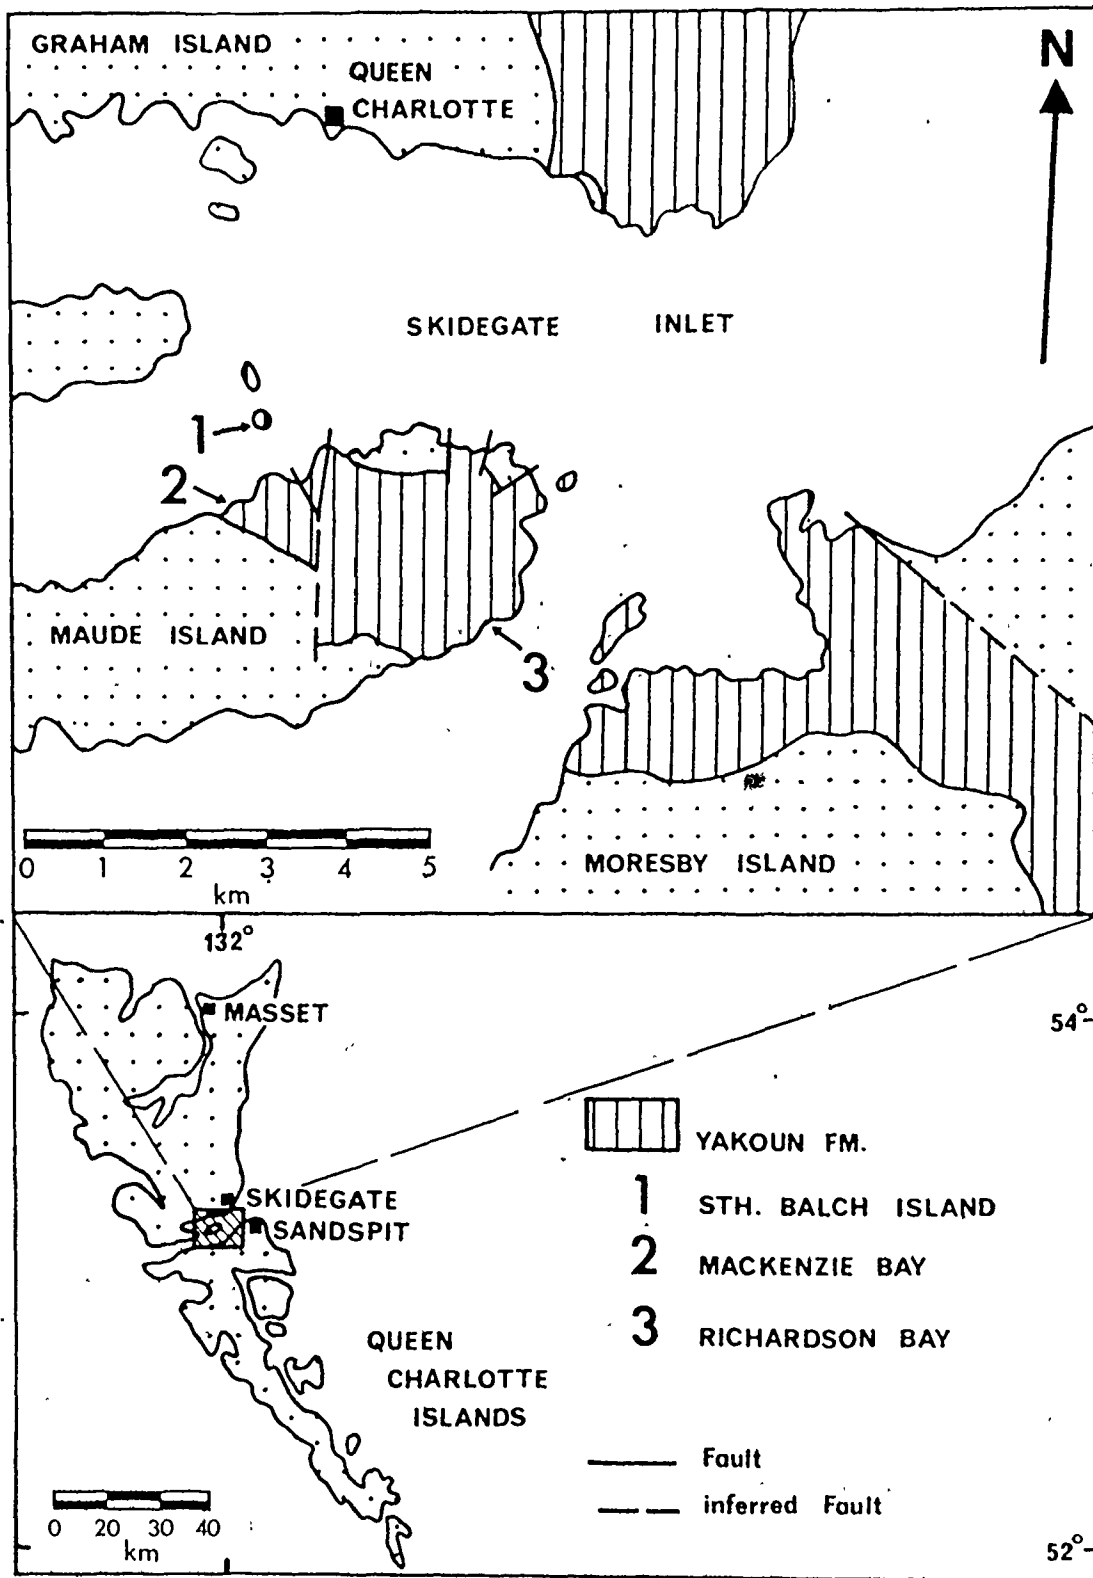 GRAHAM ISLAND
QUEEN
CHARLOTTE
N
SKIDEGATE INLET
1
2
MAUDE ISLAND
3
MORESBY ISLAND
0 1 2 3 4 5
km
132°
MASSET
54°
YAKOUN FM.
SKIDEGATE
SANDSPIT
1 STH. BALCH ISLAND
2 MACKENZIE BAY
3 RICHARDSON BAY
QUEEN
CHARLOTTE
ISLANDS
Fault
inferred Fault
0 20 30 40
km
52°